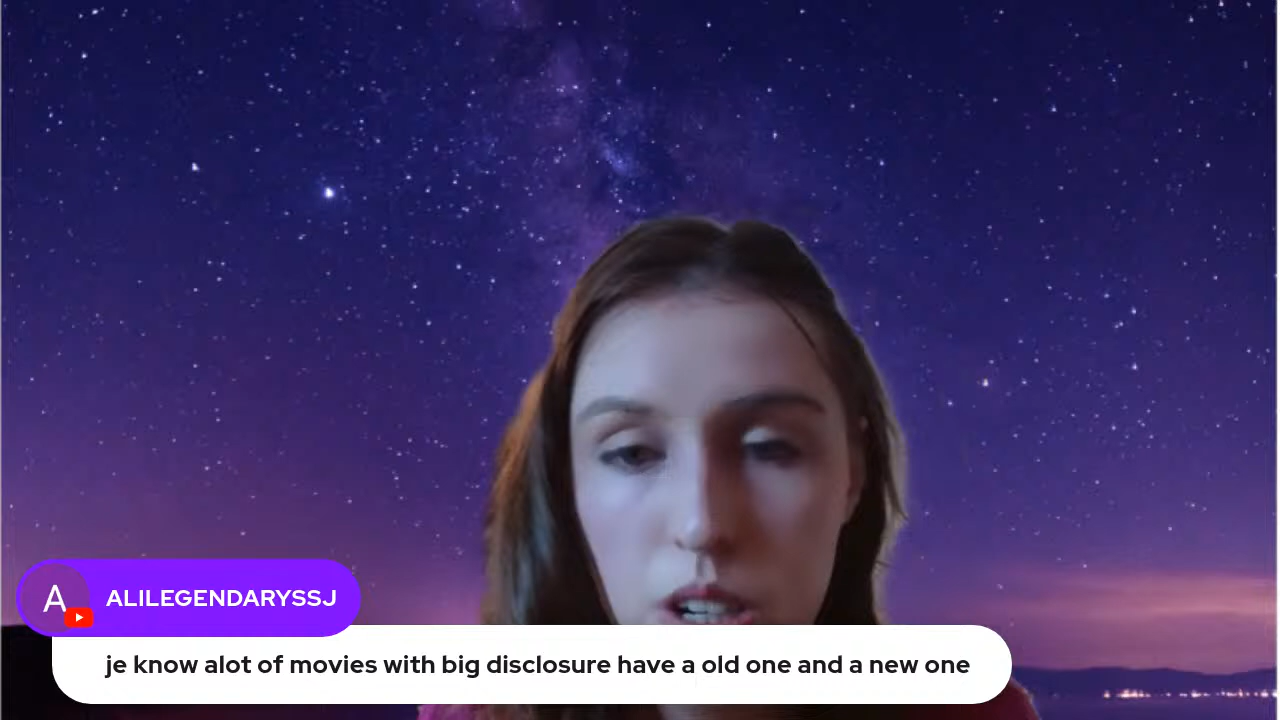 A
ALILEGENDARYSSJ
je know alot of movies with big disclosure have a old one and a new one